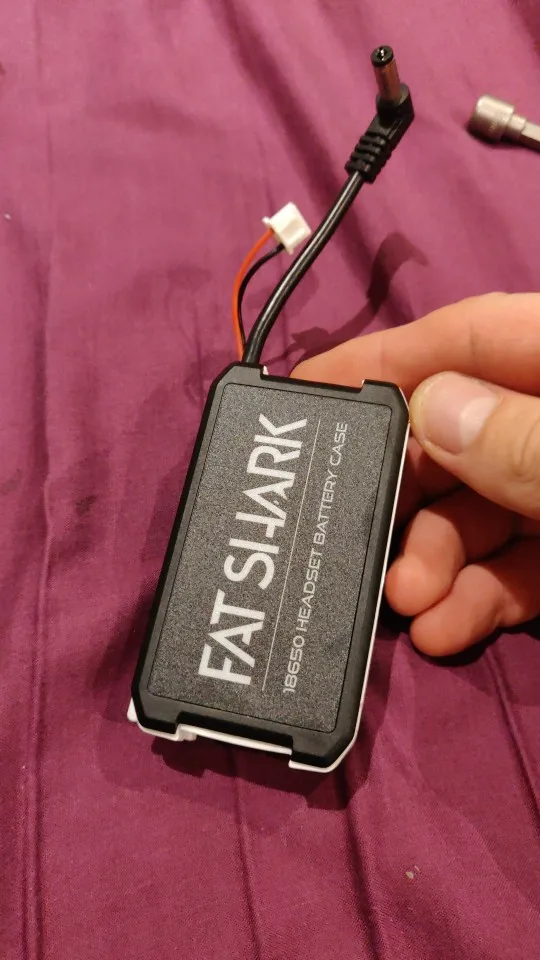 FAT SHARK
18650 HEADSET BATTERY CASE